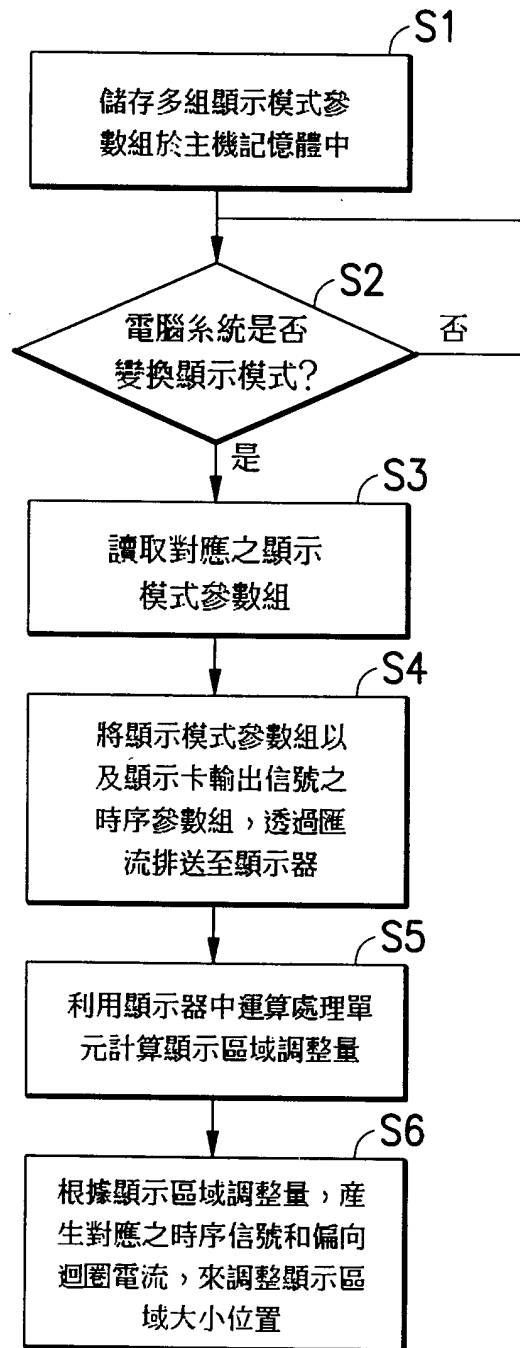 S1
儲存多組顯示模式參
數組於主機記憶體中
S2
電腦系統是否
變換顯示模式?
否
是
S3
讀取對應之顯示
模式參數組
S4
將顯示模式參數組以
及顯示卡輸出信號之
時序參數組，透過匯
流排送至顯示器
S5
利用顯示器中運算處理單
元計算顯示區域調整量
S6
根據顯示區域調整量，產
生對應之時序信號和偏向
迴圈電流，來調整顯示區
域大小位置